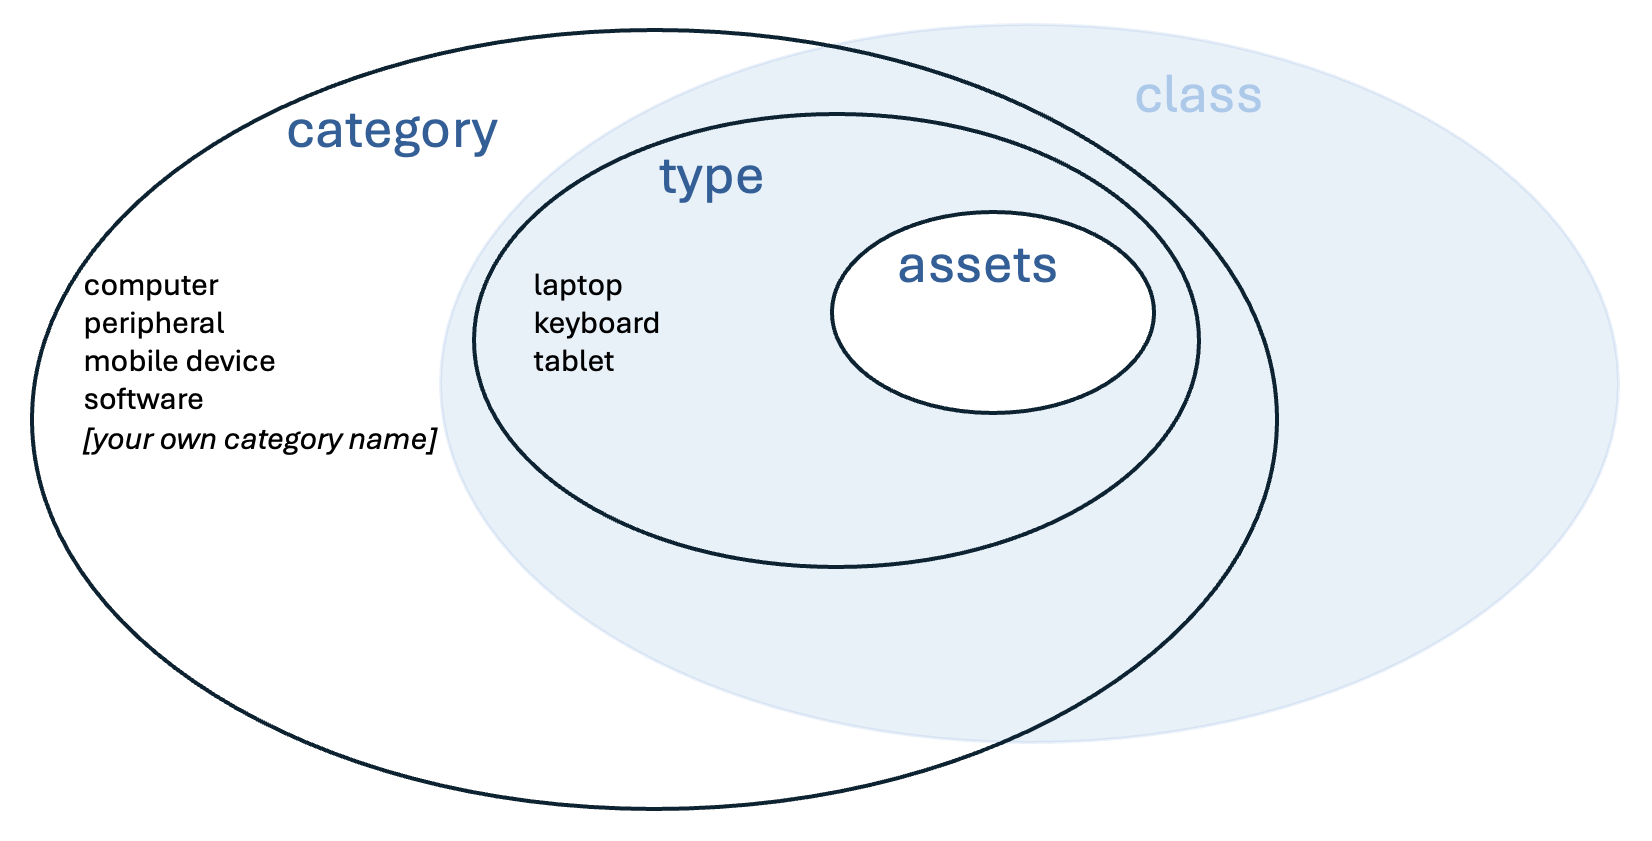 category
computer
peripheral
mobile device
software
[your own category name]
type
laptop
keyboard
tablet
assets
class